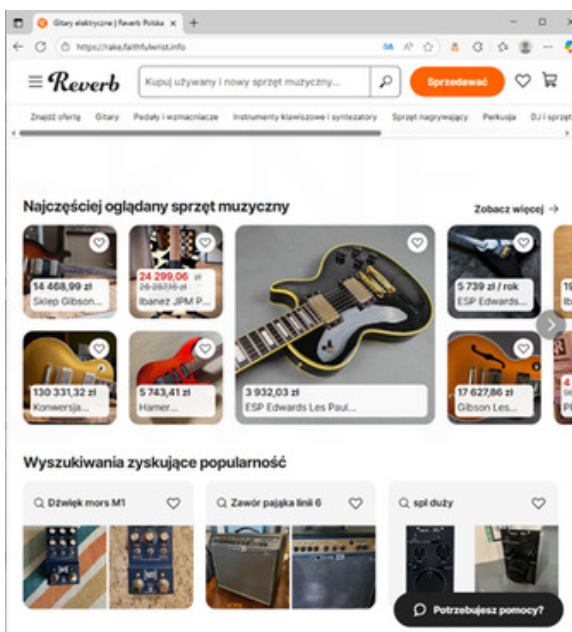 Gitary elektryczne | Reverb Polska
https://rake.faithfulwrist.info
Reverb
Kupuj używany i nowy sprzęt muzyczny...
Sprzedawać
Znajdź ofertę Gitary Pedały i wzmacniacze Instrumenty klawiszowe i syntezatory Sprzęt nagrywający Perkusja DJ i sprzęt
Najczęściej oglądany sprzęt muzyczny
Zobacz więcej →
14 468,99 zł
Sklep Gibson...
24 299,06 zł
Ibanez JPM P...
3 932,03 zł
ESP Edwards Les Paul...
5 739 zł / rok
ESP Edwards...
130 331,32 zł
Konwersja...
5 743,41 zł
Hamer...
17 627,86 zł
Gibson Les...
Wyszukiwania zyskujące popularność
Dźwięk mors M1
Zawór pająka linii 6
spl duży
Potrzebujesz pomocy?